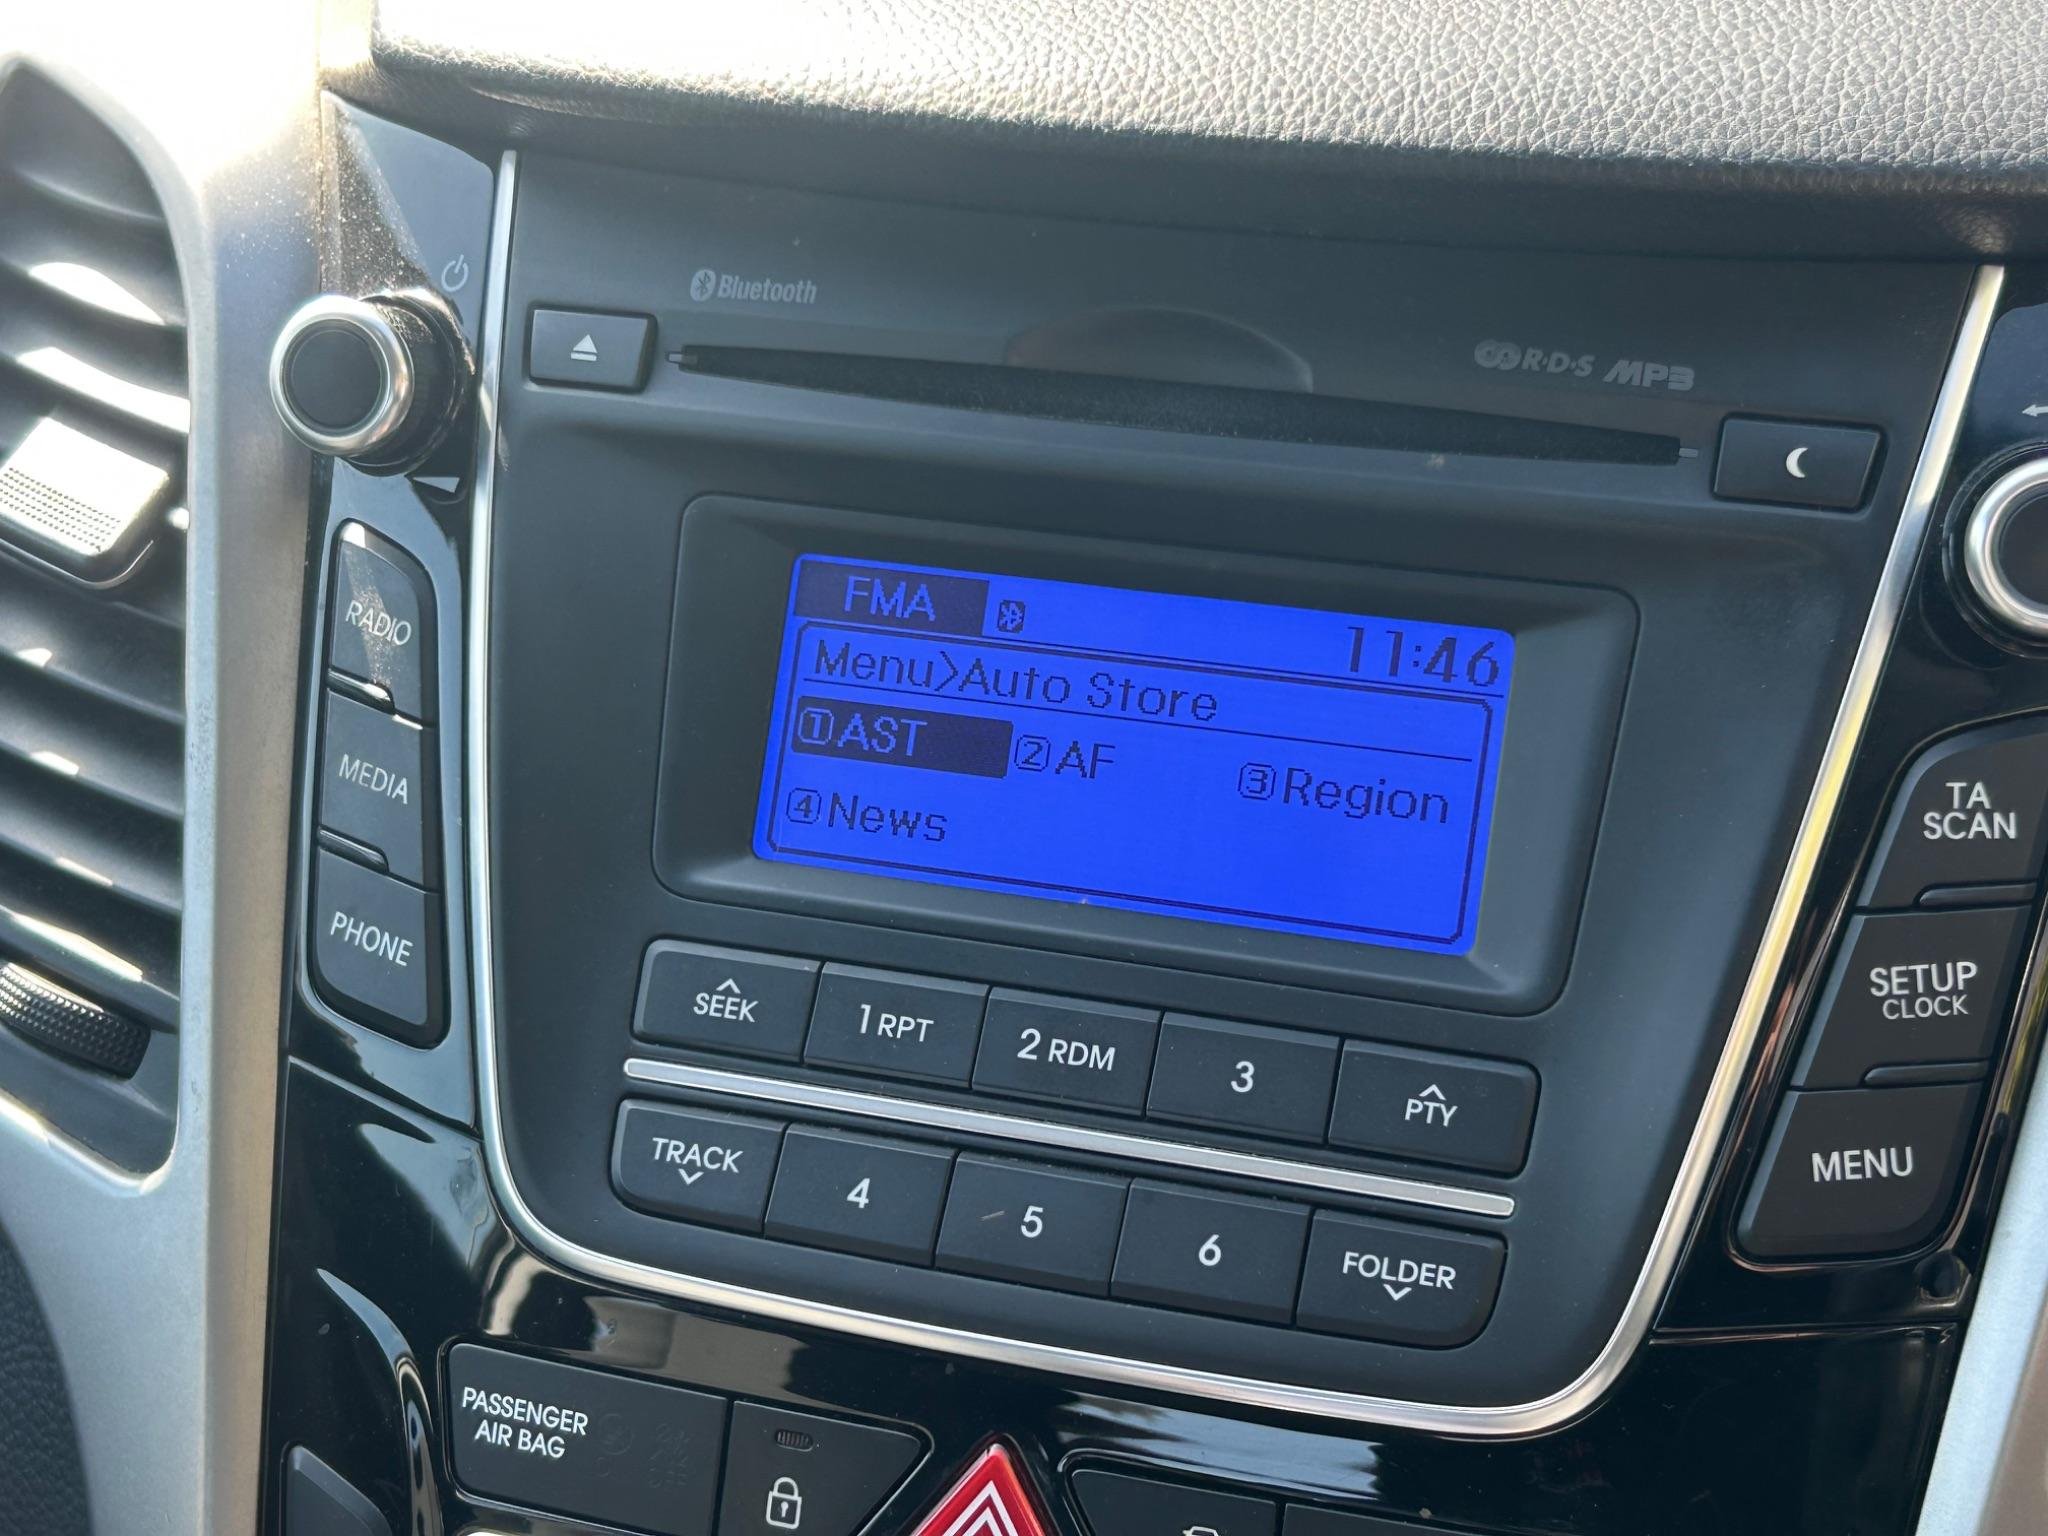 Bluetooth
R·D·S MP3
FMA
11:46
Menu>Auto Store
①AST ②AF ③Region
④News
RADIO
MEDIA
PHONE
TA
SCAN
SETUP
CLOCK
MENU
SEEK
1 RPT
2 RDM
3
PTY
TRACK
4
5
6
FOLDER
PASSENGER
AIR BAG